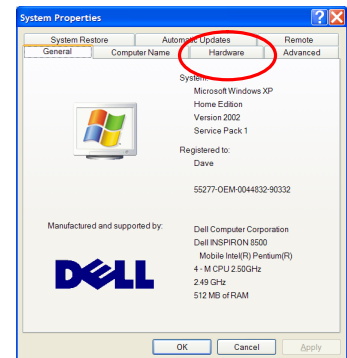 System Properties
System Restore Automatic Updates Remote
General Computer Name Hardware Advanced
System:
Microsoft Windows XP
Home Edition
Version 2002
Service Pack 1
Registered to:
Dave
55277-OEM-0044832-90332
Manufactured and supported by:
Dell Computer Corporation
Dell INSPIRON 8500
Mobile Intel(R) Pentium(R)
4 - M CPU 2.50GHz
2.49 GHz
512 MB of RAM
DELL
OK Cancel Apply